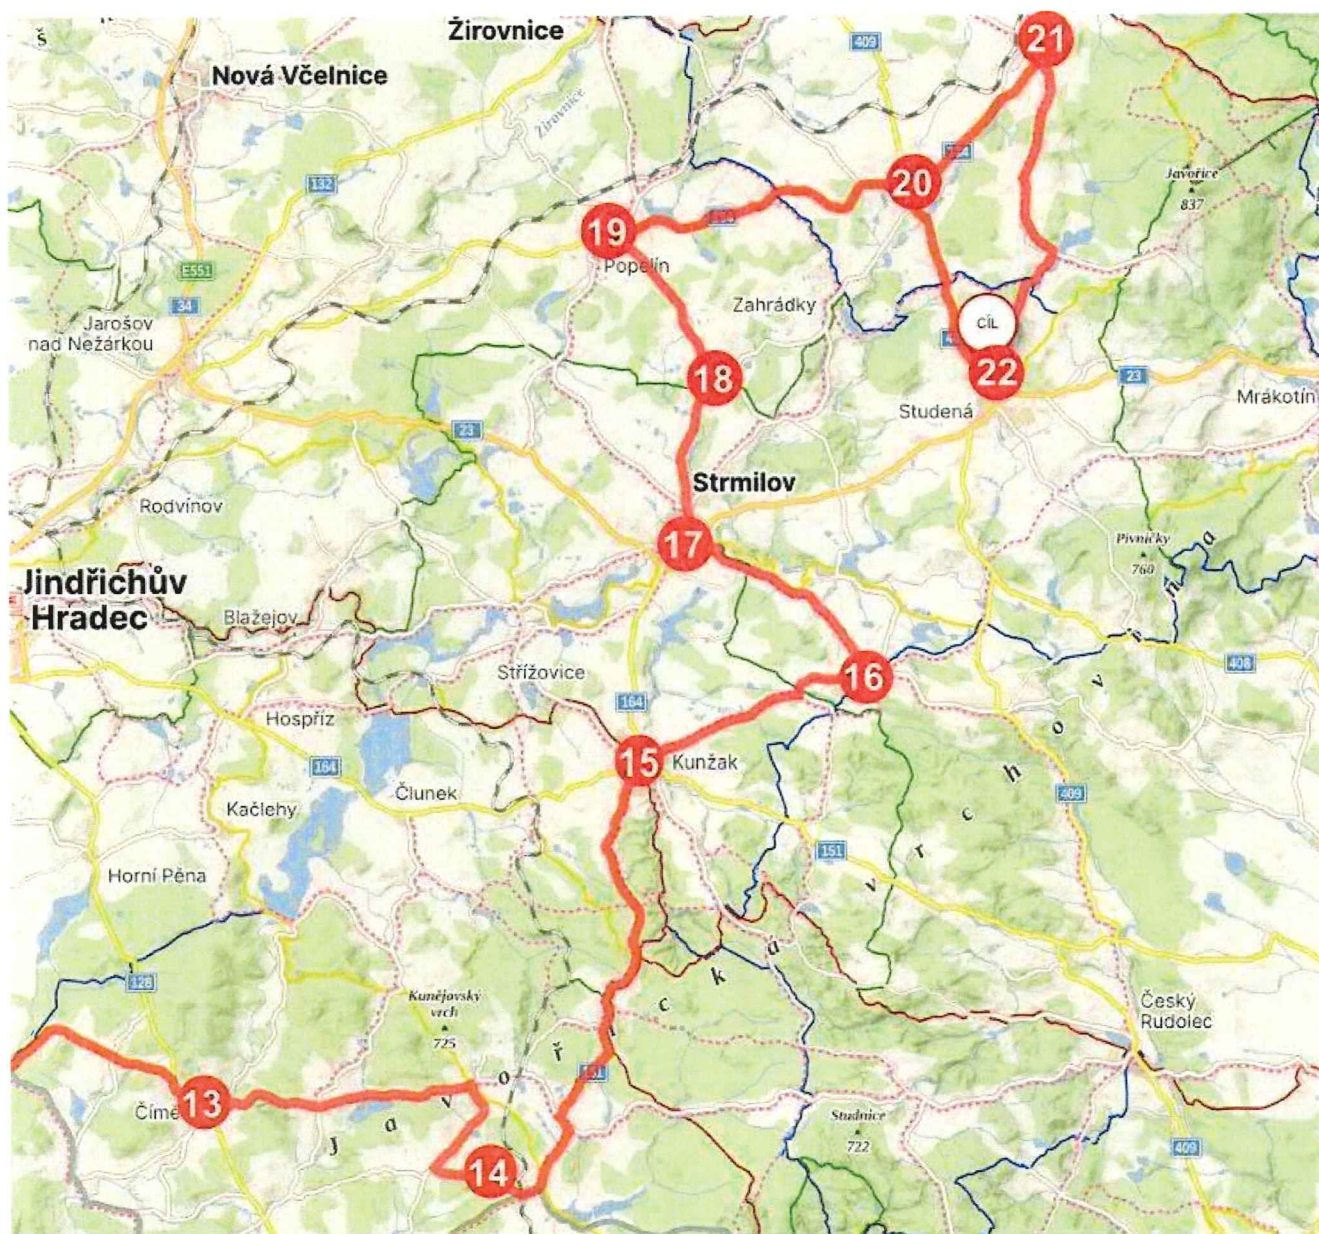 Žirovnice
Nová Včelnice
Žirovnice
409
21
20
132
Javořice
837
19
Popelín
E551
34
Jarošov
nad Nežárkou
Zahrádky
CÍL
18
22
23
Mrákotín
Studená
23
Strmilov
Rodvínov
17
Pivničky
760
Jindřichův
Hradec
Blažejov
Střížovice
16
408
164
Hospříz
15
Kunžak
164
Člunek
409
Kačlehy
151
Horní Pěna
128
Kunějovský
vrch
725
Český
Rudolec
151
13
Číměř
Studnice
722
14
409
J a v o ř i c k á
v r c h o v i n a